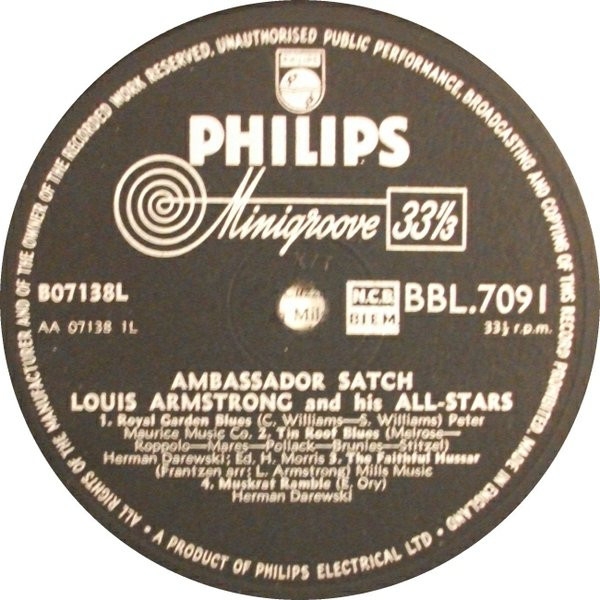 ALL RIGHTS OF THE MANUFACTURER AND OF THE OWNER OF THE RECORDED WORK RESERVED, UNAUTHORISED PUBLIC PERFORMANCE, BROADCASTING AND COPYING OF THIS RECORD PROHIBITED MADE IN ENGLAND
PHILIPS
Minigroove 33⅓
B07138L N.C.B. BIEM BBL.7091
AA 07138 1L 33⅓ r.p.m.
AMBASSADOR SATCH
LOUIS ARMSTRONG and his ALL-STARS
1. Royal Garden Blues (C. Williams—S. Williams) Peter
Maurice Music Co. 2. Tin Roof Blues (Melrose—
Roppolo—Mares—Pollack—Brunies—Stitzel)
Herman Darewski; Ed. H. Morris 3. The Faithful Hussar
(Frantzen arr; L. Armstrong) Mills Music
4. Muskrat Ramble (E. Ory)
Herman Darewski
• A PRODUCT OF PHILIPS ELECTRICAL LTD •